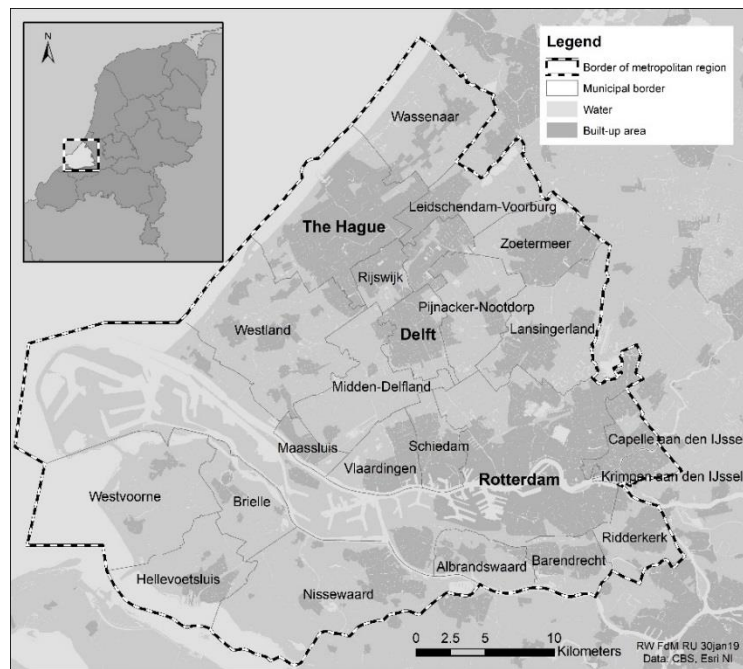 N
Legend
Border of metropolitan region
Municipal border
Water
Built-up area
Wassenaar
Leidschendam-Voorburg
The Hague
Zoetermeer
Rijswijk
Pijnacker-Nootdorp
Westland
Delft
Lansingerland
Midden-Delfland
Maassluis
Schiedam
Capelle aan den IJssel
Vlaardingen
Rotterdam
Krimpen aan den IJssel
Westvoorne
Brielle
Ridderkerk
Albrandswaard
Barendrecht
Hellevoetsluis
Nissewaard
0 2.5 5 10
Kilometers
RW FdM RU 30jan19
Data: CBS, Esri Nl